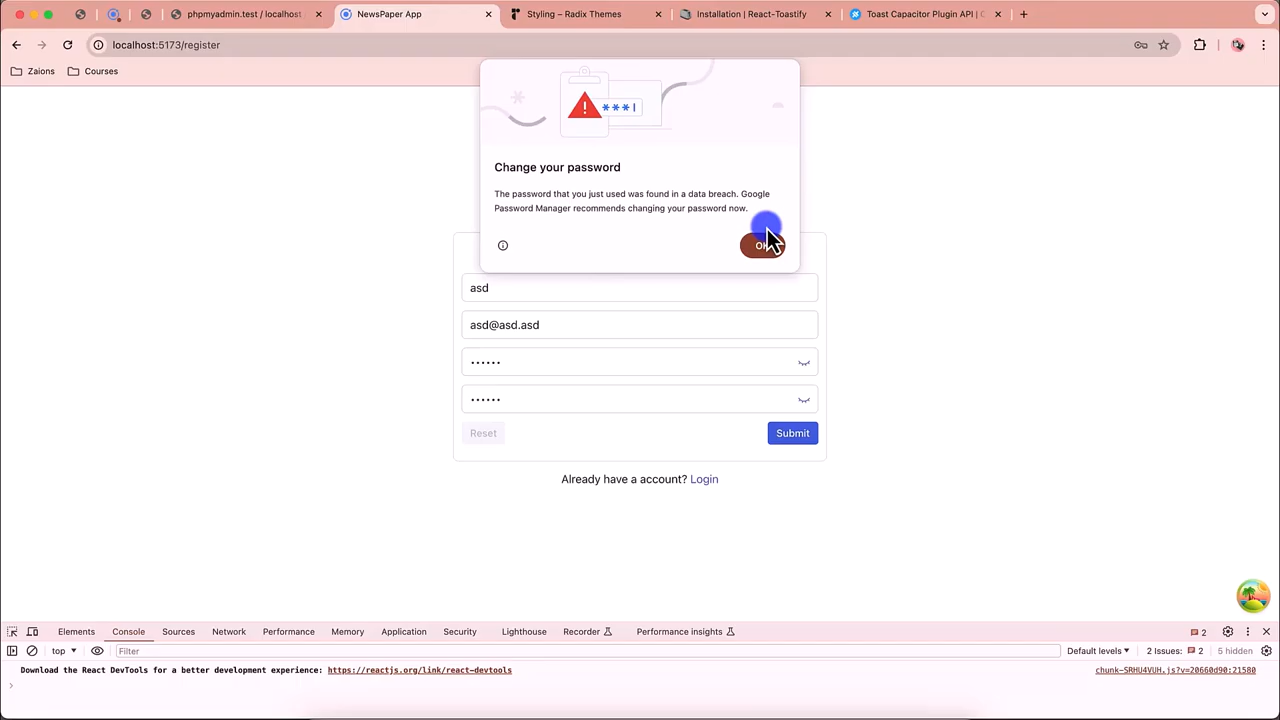 phpmyadmin.test / localhost
NewsPaper App
Styling – Radix Themes
Installation | React-Toastify
Toast Capacitor Plugin API |
localhost:5173/register
Zaions
Courses
***|
Change your password
The password that you just used was found in a data breach. Google
Password Manager recommends changing your password now.
asd
asd@asd.asd
••••••
••••••
Reset
Submit
Already have a account? Login
Elements
Console
Sources
Network
Performance
Memory
Application
Security
Lighthouse
Recorder
Performance insights
2
top
Filter
Default levels
2 Issues:
2
5 hidden
Download the React DevTools for a better development experience: https://reactjs.org/link/react-devtools
chunk-SRHU4VUH.js?v=20660d90:21580